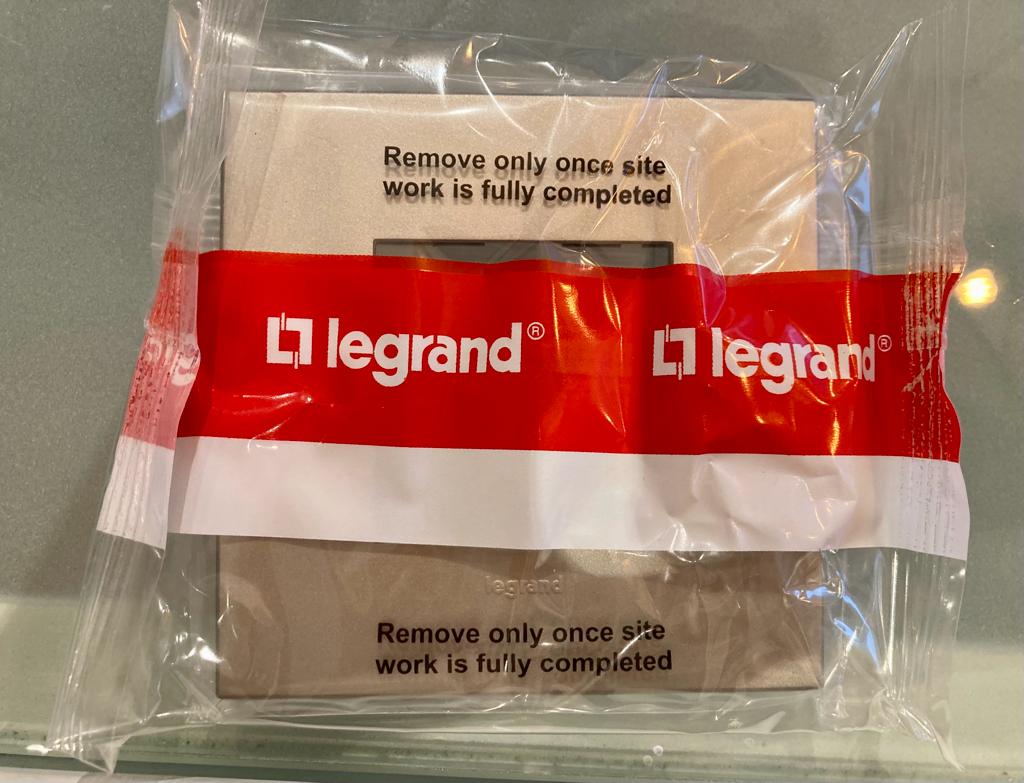 Remove only once site
work is fully completed
legrand® legrand®
legrand
Remove only once site
work is fully completed